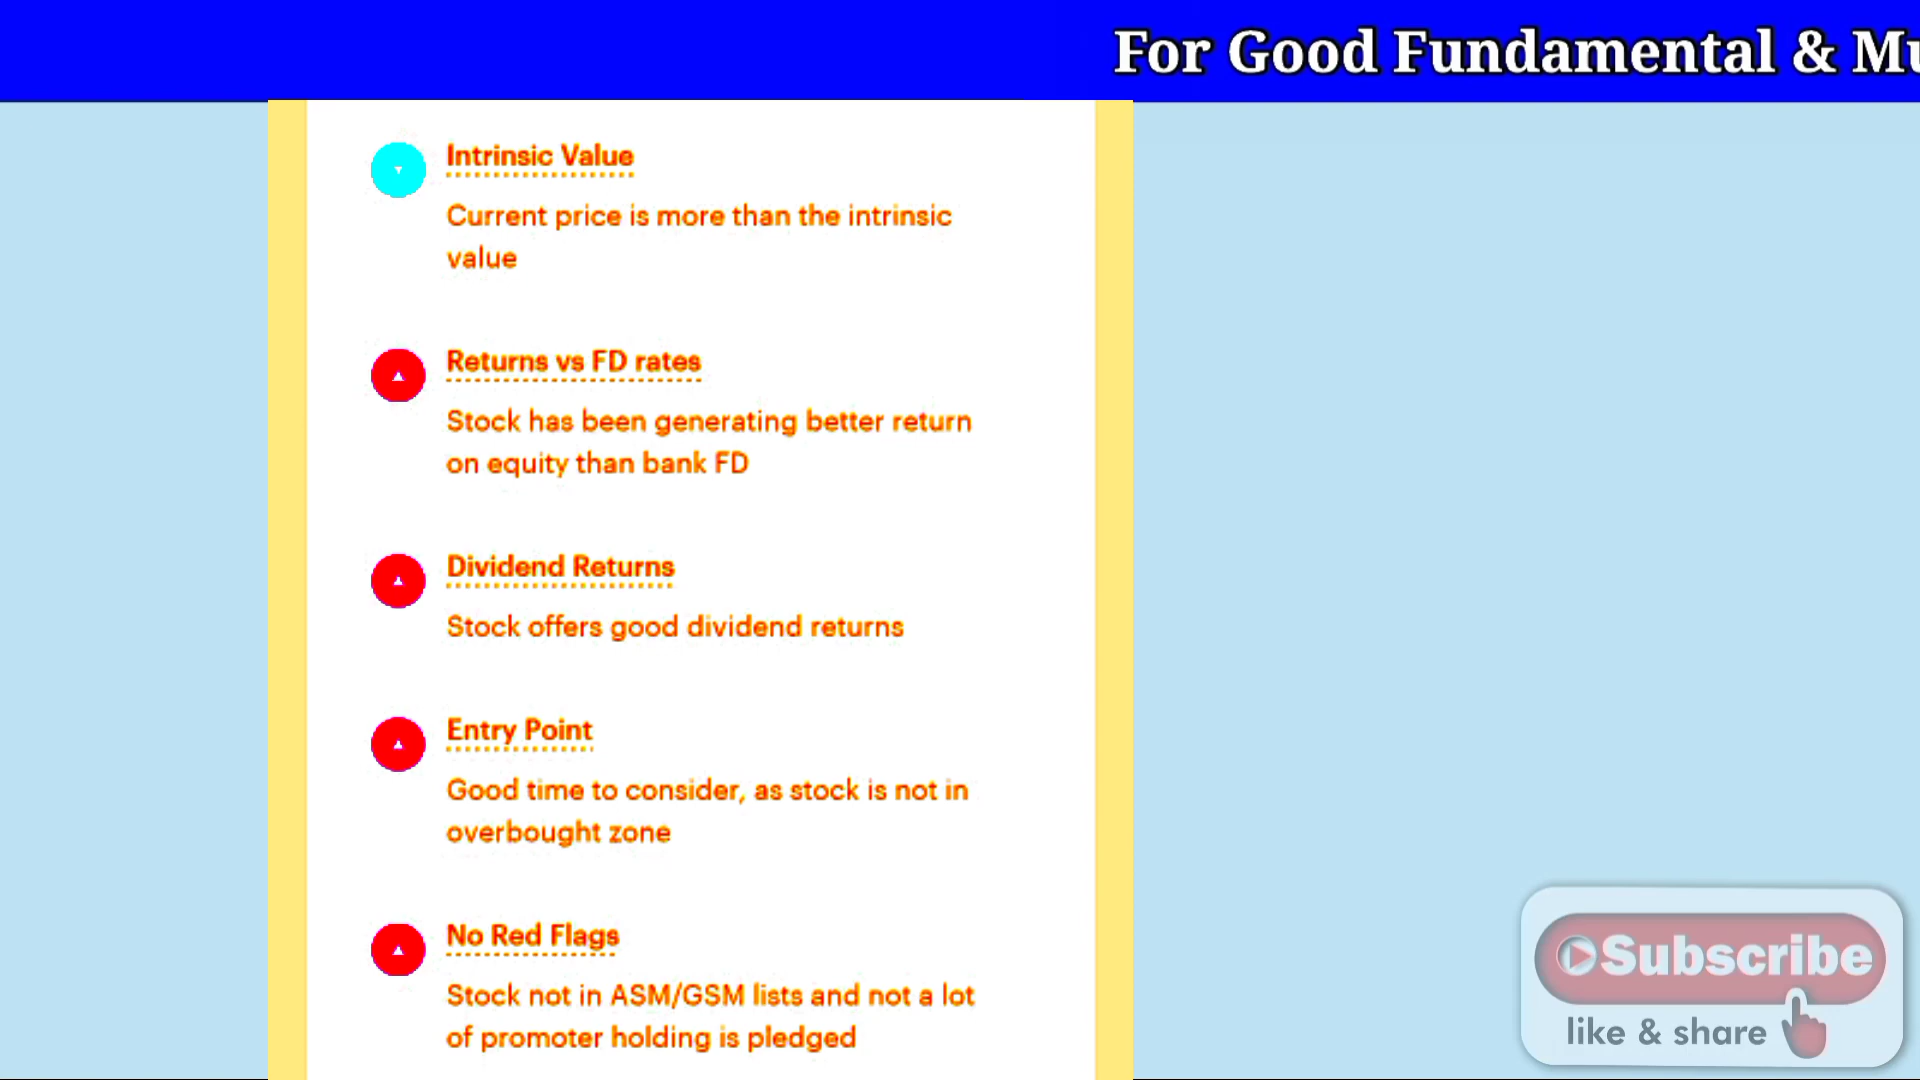 For Good Fundamental &
Intrinsic Value
Current price is more than the intrinsic
value
Returns vs FD rates
Stock has been generating better return
on equity than bank FD
Dividend Returns
Stock offers good dividend returns
Entry Point
Good time to consider, as stock is not in
overbought zone
No Red Flags
Stock not in ASM/GSM lists and not a lot
of promoter holding is pledged
Subscribe
like & share